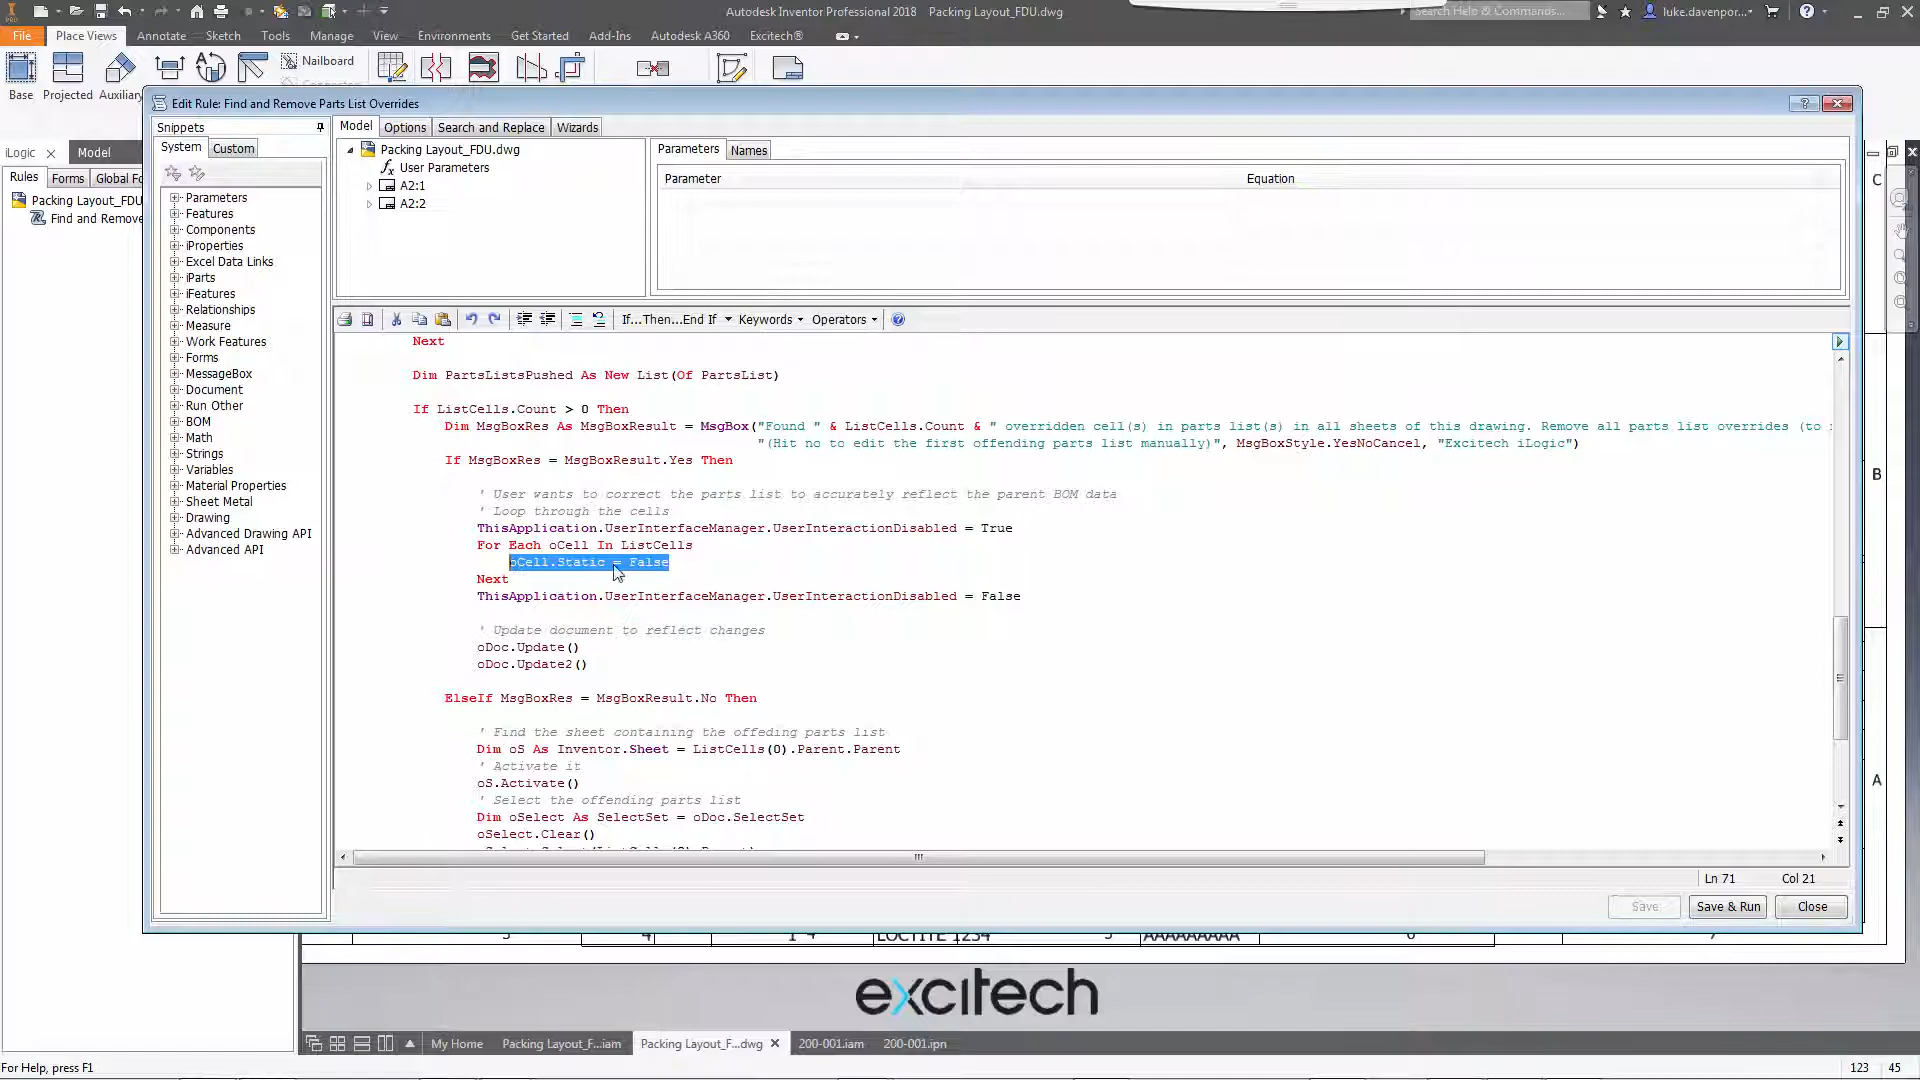 Autodesk Inventor Professional 2018 Packing Layout_FDU.dwg
Search Help & Commands...
luke.davenpor...
File
Place Views
Annotate
Sketch
Tools
Manage
View
Environments
Get Started
Add-Ins
Autodesk A360
Excitech®
Nailboard
Base
Projected
Auxiliary
Edit Rule: Find and Remove Parts List Overrides
Snippets
Model
Options
Search and Replace
Wizards
System
Custom
iLogic
Model
Rules
Forms
Global Fo
Packing Layout_FDU
Find and Remove
Parameters
Features
Components
iProperties
Excel Data Links
iParts
iFeatures
Relationships
Measure
Work Features
Forms
MessageBox
Document
Run Other
BOM
Math
Strings
Variables
Material Properties
Sheet Metal
Drawing
Advanced Drawing API
Advanced API
Packing Layout_FDU.dwg
User Parameters
A2:1
A2:2
Parameters
Names
Parameter
Equation
C
B
A
If...Then...End If
Keywords
Operators
Next
Dim PartsListsPushed As New List(Of PartsList)
If ListCells.Count > 0 Then
Dim MsgBoxRes As MsgBoxResult = MsgBox("Found " & ListCells.Count & " overridden cell(s) in parts list(s) in all sheets of this drawing. Remove all parts list overrides (to
"(Hit no to edit the first offending parts list manually)", MsgBoxStyle.YesNoCancel, "Excitech iLogic")
If MsgBoxRes = MsgBoxResult.Yes Then
' User wants to correct the parts list to accurately reflect the parent BOM data
' Loop through the cells
ThisApplication.UserInterfaceManager.UserInteractionDisabled = True
For Each oCell In ListCells
oCell.Static = False
Next
ThisApplication.UserInterfaceManager.UserInteractionDisabled = False
' Update document to reflect changes
oDoc.Update()
oDoc.Update2()
ElseIf MsgBoxRes = MsgBoxResult.No Then
' Find the sheet containing the offeding parts list
Dim oS As Inventor.Sheet = ListCells(0).Parent.Parent
' Activate it
oS.Activate()
' Select the offending parts list
Dim oSelect As SelectSet = oDoc.SelectSet
oSelect.Clear()
Ln 71
Col 21
Save
Save & Run
Close
LOCTITE 1234
AAAAAAAAA
excitech
My Home
Packing Layout_F...iam
Packing Layout_F...dwg
200-001.iam
200-001.ipn
For Help, press F1
123
45